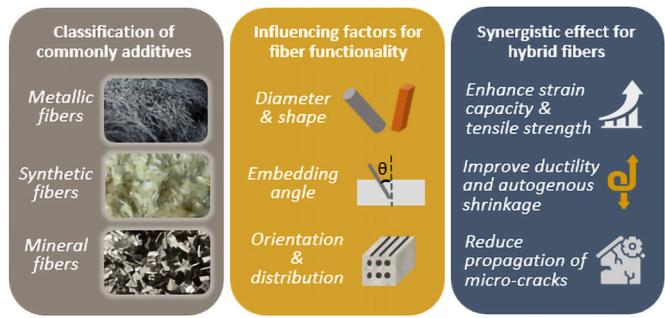 Classification of
commonly additives
Metallic
fibers
Synthetic
fibers
Mineral
fibers
Influencing factors for
fiber functionality
Diameter
& shape
Embedding
angle
θ
Orientation
&
distribution
Synergistic effect for
hybrid fibers
Enhance strain
capacity &
tensile strength
Improve ductility
and autogenous
shrinkage
Reduce
propagation of
micro-cracks